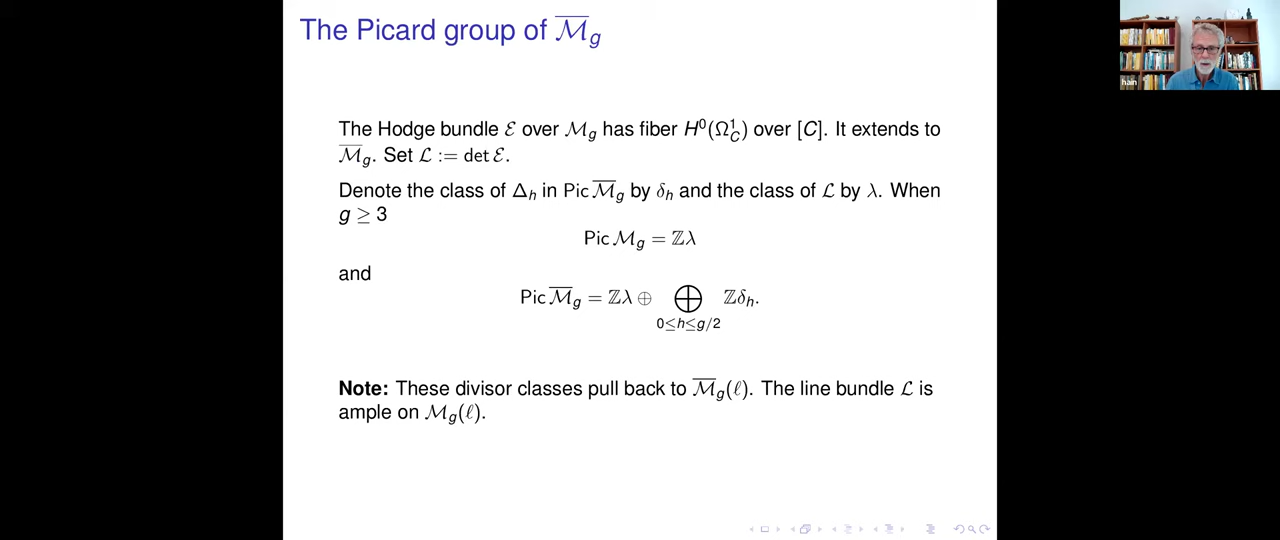 The Picard group of $\overline{\mathcal{M}}_g$
The Hodge bundle $\mathcal{E}$ over $\mathcal{M}_g$ has fiber $H^0(\Omega^1_C)$ over $[C]$. It extends to
$\overline{\mathcal{M}}_g$. Set $\mathcal{L} := \det \mathcal{E}$.
Denote the class of $\Delta_h$ in $\mathrm{Pic}\, \overline{\mathcal{M}}_g$ by $\delta_h$ and the class of $\mathcal{L}$ by $\lambda$. When
$g \geq 3$
$\mathrm{Pic}\, \mathcal{M}_g = \mathbb{Z}\lambda$
and
$\mathrm{Pic}\, \overline{\mathcal{M}}_g = \mathbb{Z}\lambda \oplus \bigoplus_{0 \leq h \leq g/2} \mathbb{Z}\delta_h.$
Note: These divisor classes pull back to $\overline{\mathcal{M}}_g(\ell)$. The line bundle $\mathcal{L}$ is
ample on $\mathcal{M}_g(\ell)$.
hain